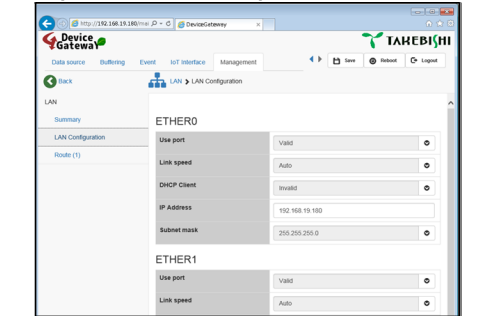 http://192.168.19.180/mai
DeviceGateway
Device
Gateway
TAKEBISHI
Data source Buffering Event IoT Interface Management
Save Reboot Logout
Back
LAN > LAN Configuration
LAN
Summary
LAN Configuration
Route (1)
ETHER0
Use port Valid
Link speed Auto
DHCP Client Invalid
IP Address 192.168.19.180
Subnet mask 255.255.255.0
ETHER1
Use port Valid
Link speed Auto